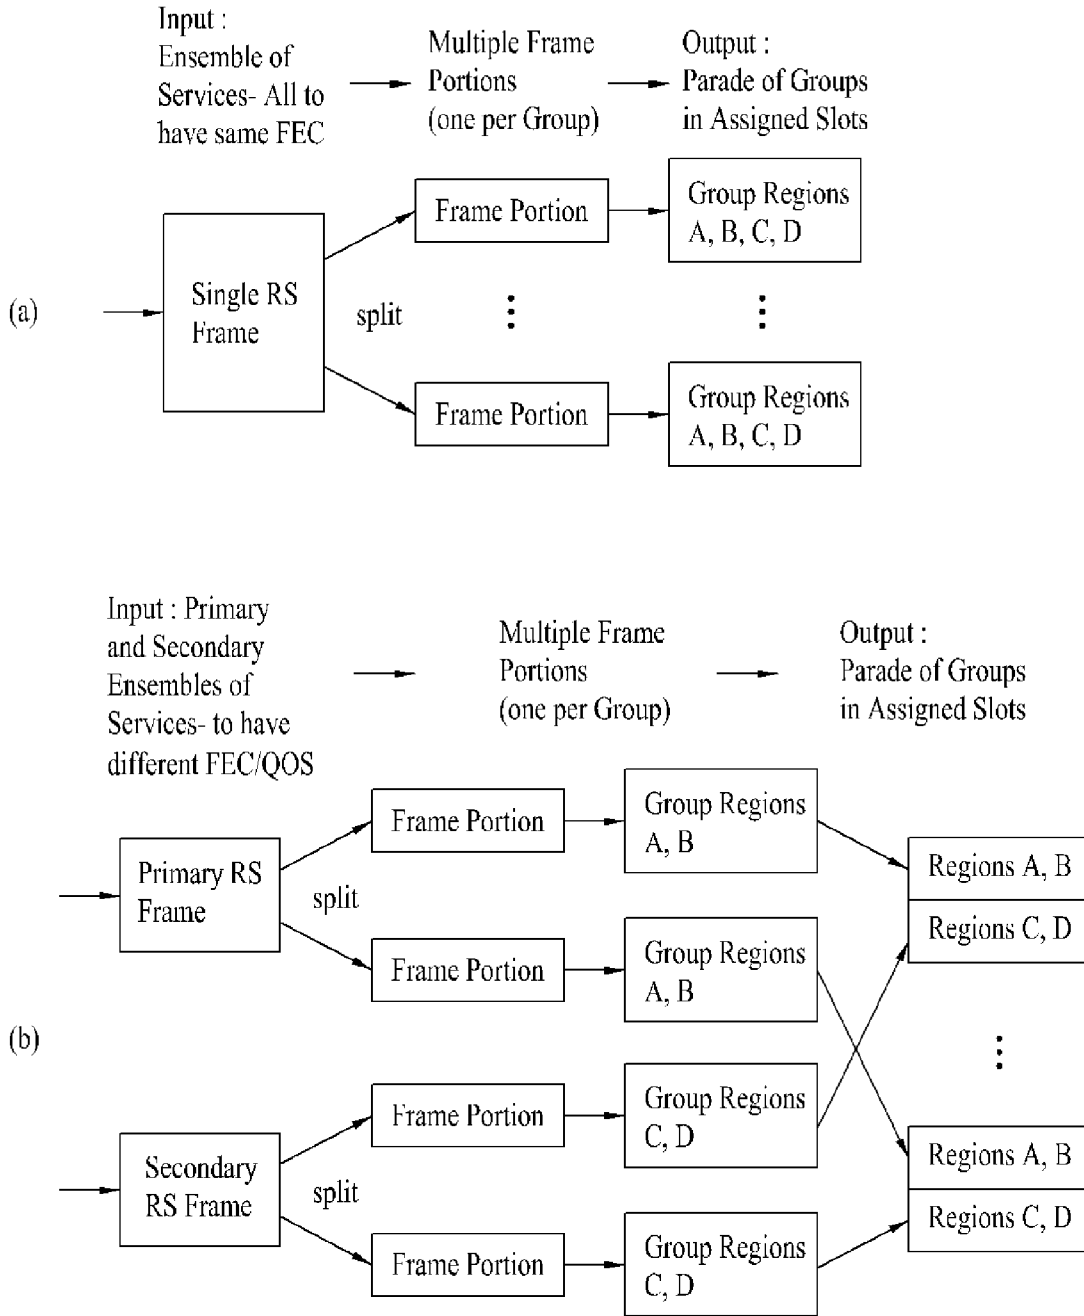 Input :
Ensemble of
Services- All to
have same FEC
Multiple Frame
Portions
(one per Group)
Output :
Parade of Groups
in Assigned Slots
(a)
Single RS
Frame
split
Frame Portion
Group Regions
A, B, C, D
Frame Portion
Group Regions
A, B, C, D
Input : Primary
and Secondary
Ensembles of
Services- to have
different FEC/QOS
Multiple Frame
Portions
(one per Group)
Output :
Parade of Groups
in Assigned Slots
(b)
Primary RS
Frame
split
Frame Portion
Group Regions
A, B
Frame Portion
Group Regions
A, B
Secondary
RS Frame
split
Frame Portion
Group Regions
C, D
Frame Portion
Group Regions
C, D
Regions A, B
Regions C, D
Regions A, B
Regions C, D